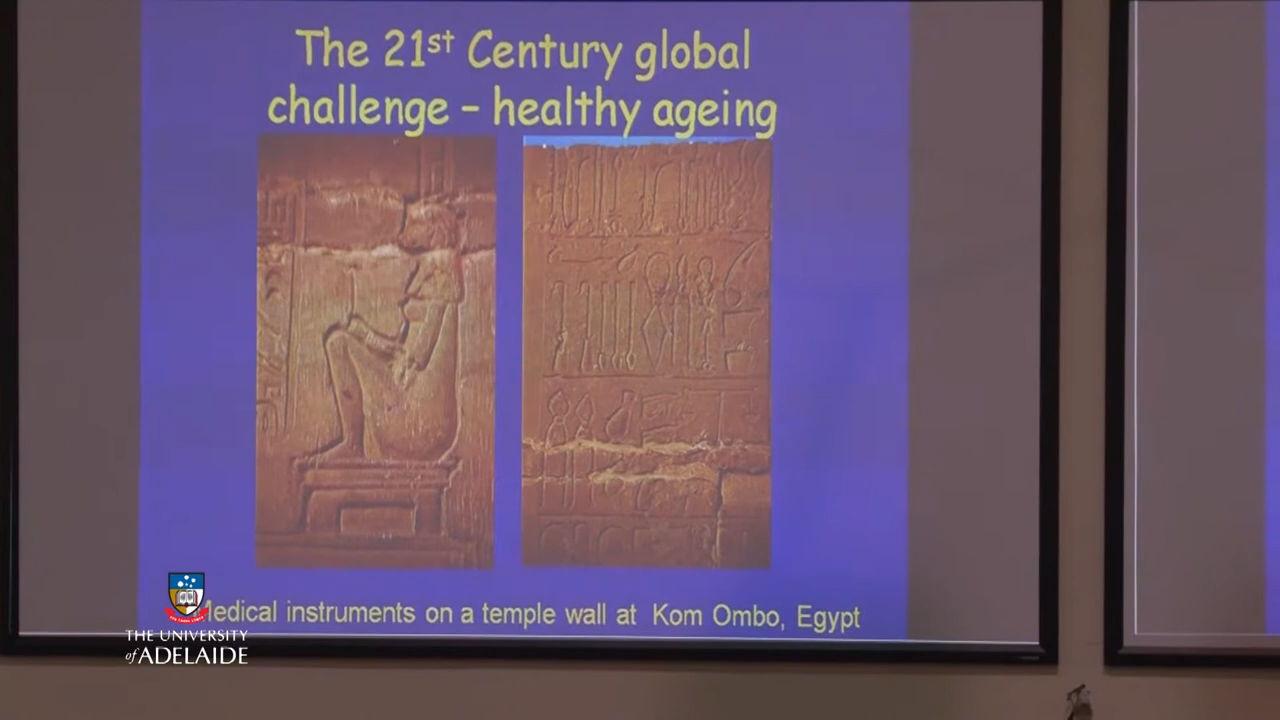 The 21st Century global
challenge – healthy ageing
Medical instruments on a temple wall at Kom Ombo, Egypt
THE UNIVERSITY
of ADELAIDE